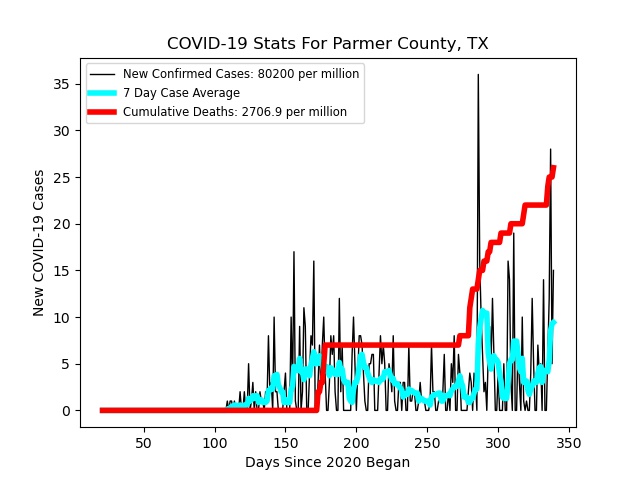 COVID-19 Stats For Parmer County, TX
New Confirmed Cases: 80200 per million
7 Day Case Average
Cumulative Deaths: 2706.9 per million
New COVID-19 Cases
35
30
25
20
15
10
5
0
50
100
150
200
250
300
350
Days Since 2020 Began